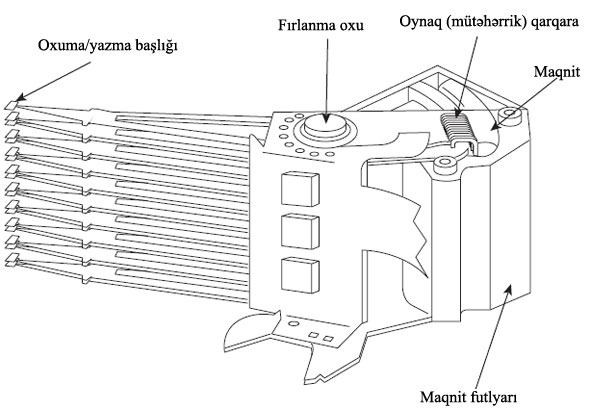 Oxuma/yazma başlığı
Fırlanma oxu
Oynaq (mütəhərrik) qarqara
Maqnit
Maqnit futlyarı